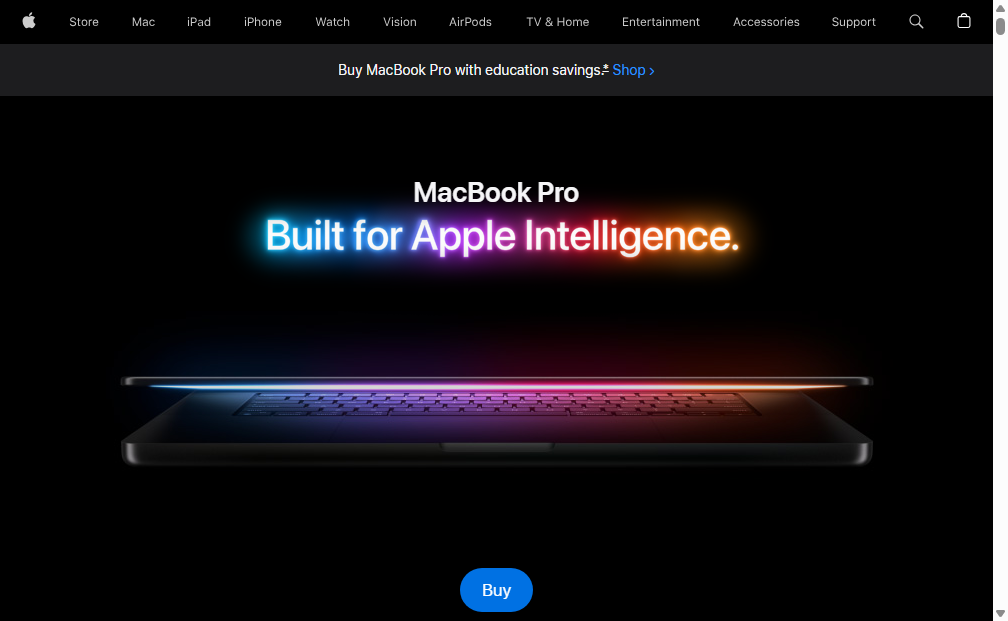 Store Mac iPad iPhone Watch Vision AirPods TV & Home Entertainment Accessories Support
Buy MacBook Pro with education savings.* Shop ›
MacBook Pro
Built for Apple Intelligence.
Buy